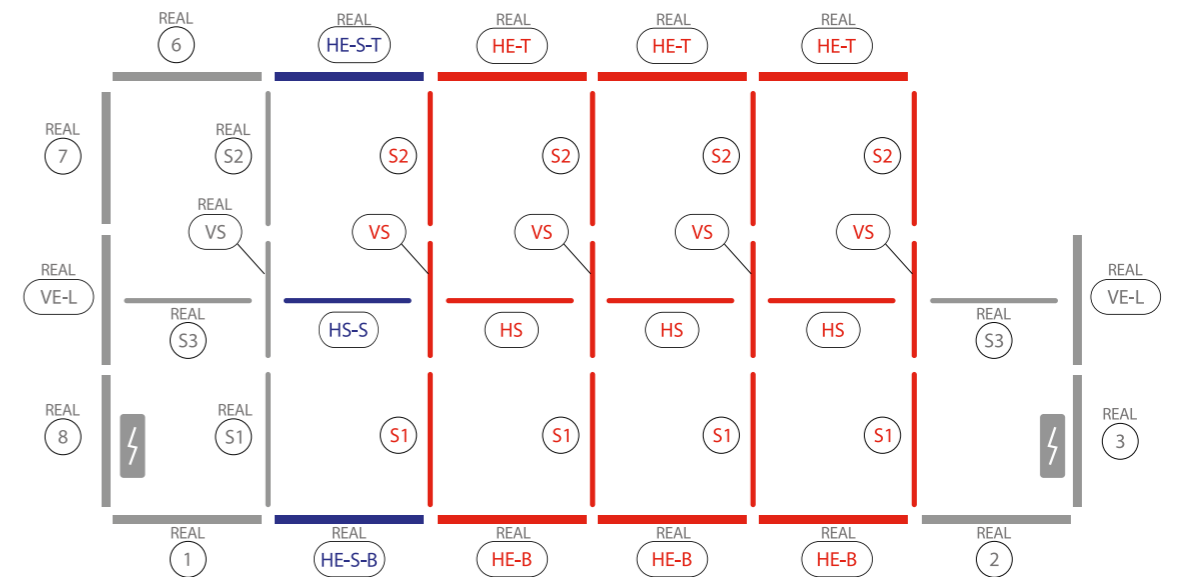 REAL REAL REAL REAL REAL
6 HE-S-T HE-T HE-T HE-T
REAL REAL
7 S2 S2 S2 S2 S2
REAL
VS VS VS VS VS
REAL REAL
VE-L VE-L
REAL REAL
S3 HS-S HS HS HS S3
REAL REAL REAL
8 S1 S1 S1 S1 S1 3
REAL REAL REAL REAL REAL REAL
1 HE-S-B HE-B HE-B HE-B 2